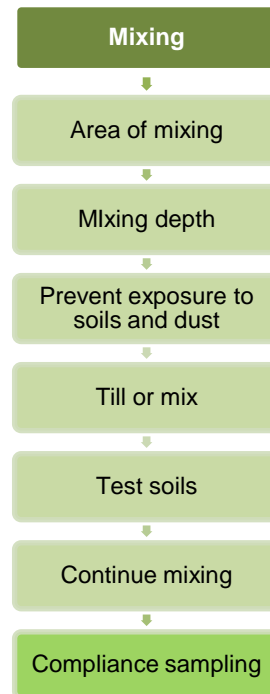 Mixing
Area of mixing
MIxing depth
Prevent exposure to
soils and dust
Till or mix
Test soils
Continue mixing
Compliance sampling